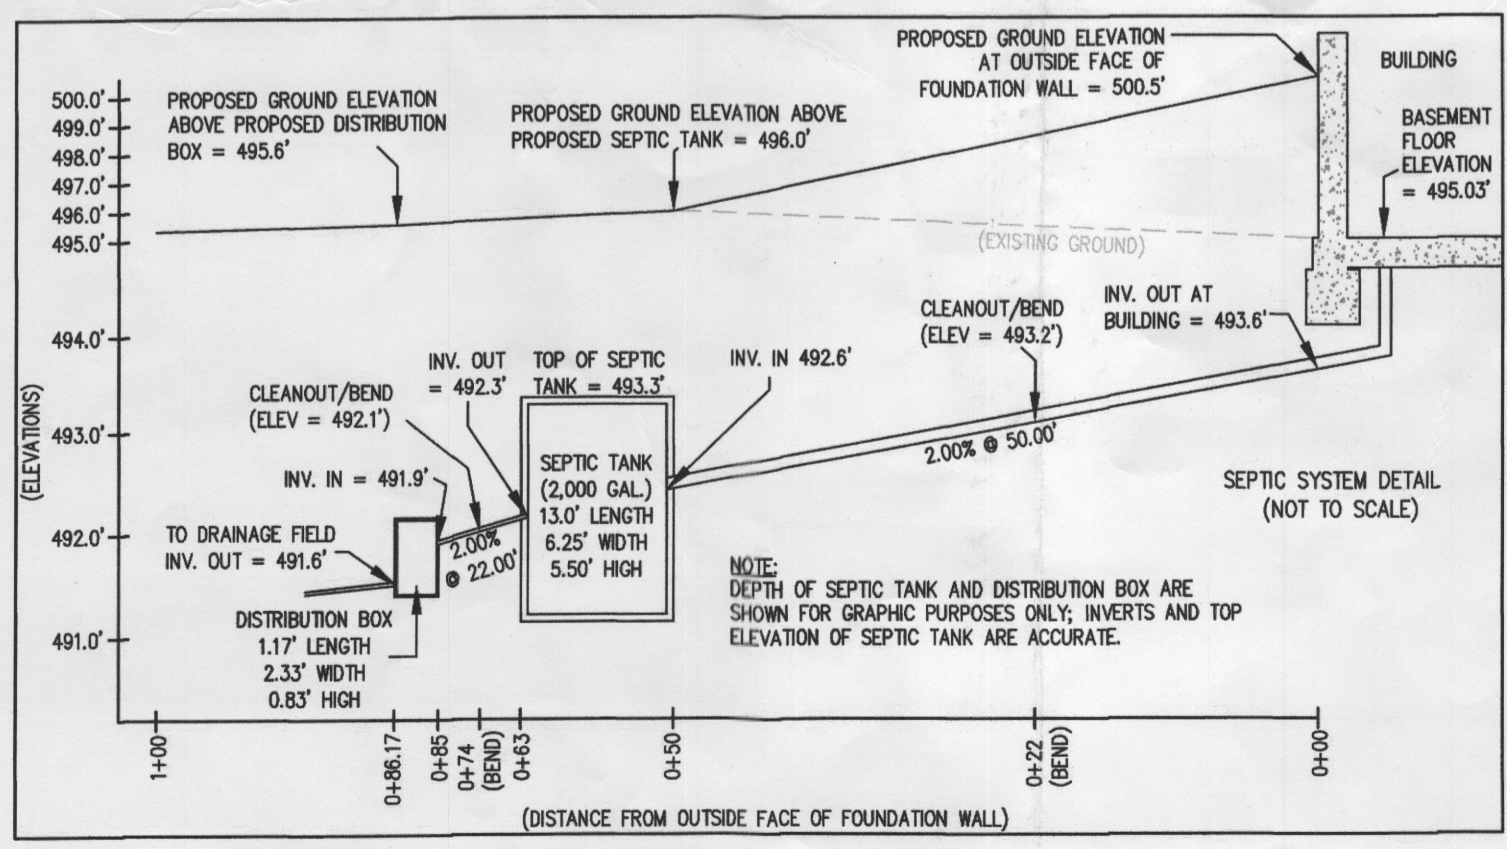 PROPOSED GROUND ELEVATION
AT OUTSIDE FACE OF
FOUNDATION WALL = 500.5'
BUILDING
BASEMENT
FLOOR
ELEVATION
= 495.03'
PROPOSED GROUND ELEVATION
ABOVE PROPOSED DISTRIBUTION
BOX = 495.6'
PROPOSED GROUND ELEVATION ABOVE
PROPOSED SEPTIC TANK = 496.0'
500.0'
499.0'
498.0'
497.0'
496.0'
495.0'
494.0'
493.0'
492.0'
491.0'
(ELEVATIONS)
(EXISTING GROUND)
INV. OUT AT
BUILDING = 493.6'
CLEANOUT/BEND
(ELEV = 493.2')
INV. IN 492.6'
2.00% @ 50.00'
TOP OF SEPTIC
TANK = 493.3'
INV. OUT
= 492.3'
CLEANOUT/BEND
(ELEV = 492.1')
INV. IN = 491.9'
TO DRAINAGE FIELD
INV. OUT = 491.6'
2.00%
@ 22.00'
SEPTIC TANK
(2,000 GAL.)
13.0' LENGTH
6.25' WIDTH
5.50' HIGH
DISTRIBUTION BOX
1.17' LENGTH
2.33' WIDTH
0.83' HIGH
SEPTIC SYSTEM DETAIL
(NOT TO SCALE)
NOTE:
DEPTH OF SEPTIC TANK AND DISTRIBUTION BOX ARE
SHOWN FOR GRAPHIC PURPOSES ONLY; INVERTS AND TOP
ELEVATION OF SEPTIC TANK ARE ACCURATE.
1+00
0+86.17
0+85
0+74
(BEND)
0+63
0+50
0+22
(BEND)
0+00
(DISTANCE FROM OUTSIDE FACE OF FOUNDATION WALL)